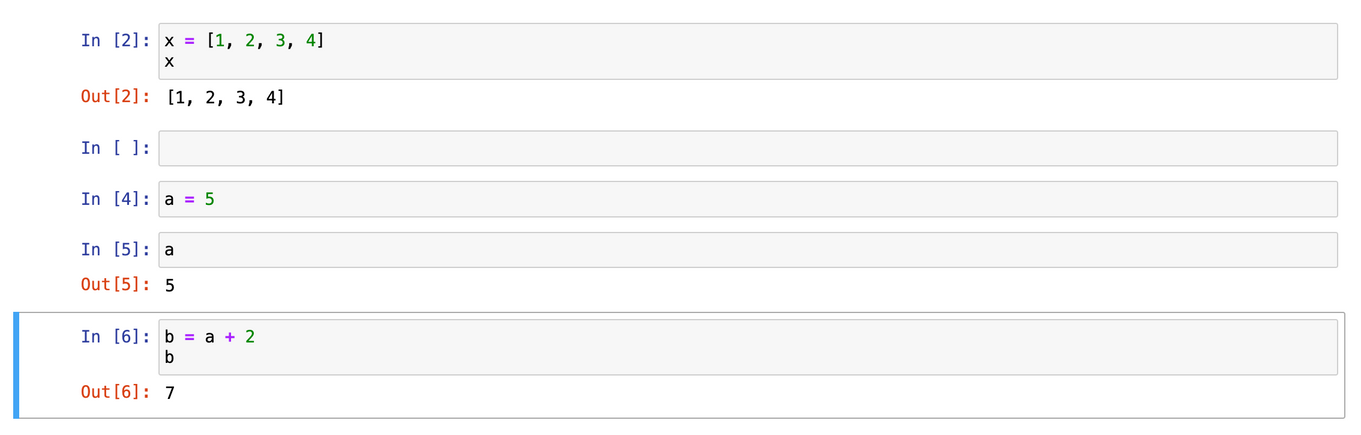 In [2]: x = [1, 2, 3, 4]
x
Out[2]: [1, 2, 3, 4]
In [ ]:
In [4]: a = 5
In [5]: a
Out[5]: 5
In [6]: b = a + 2
b
Out[6]: 7